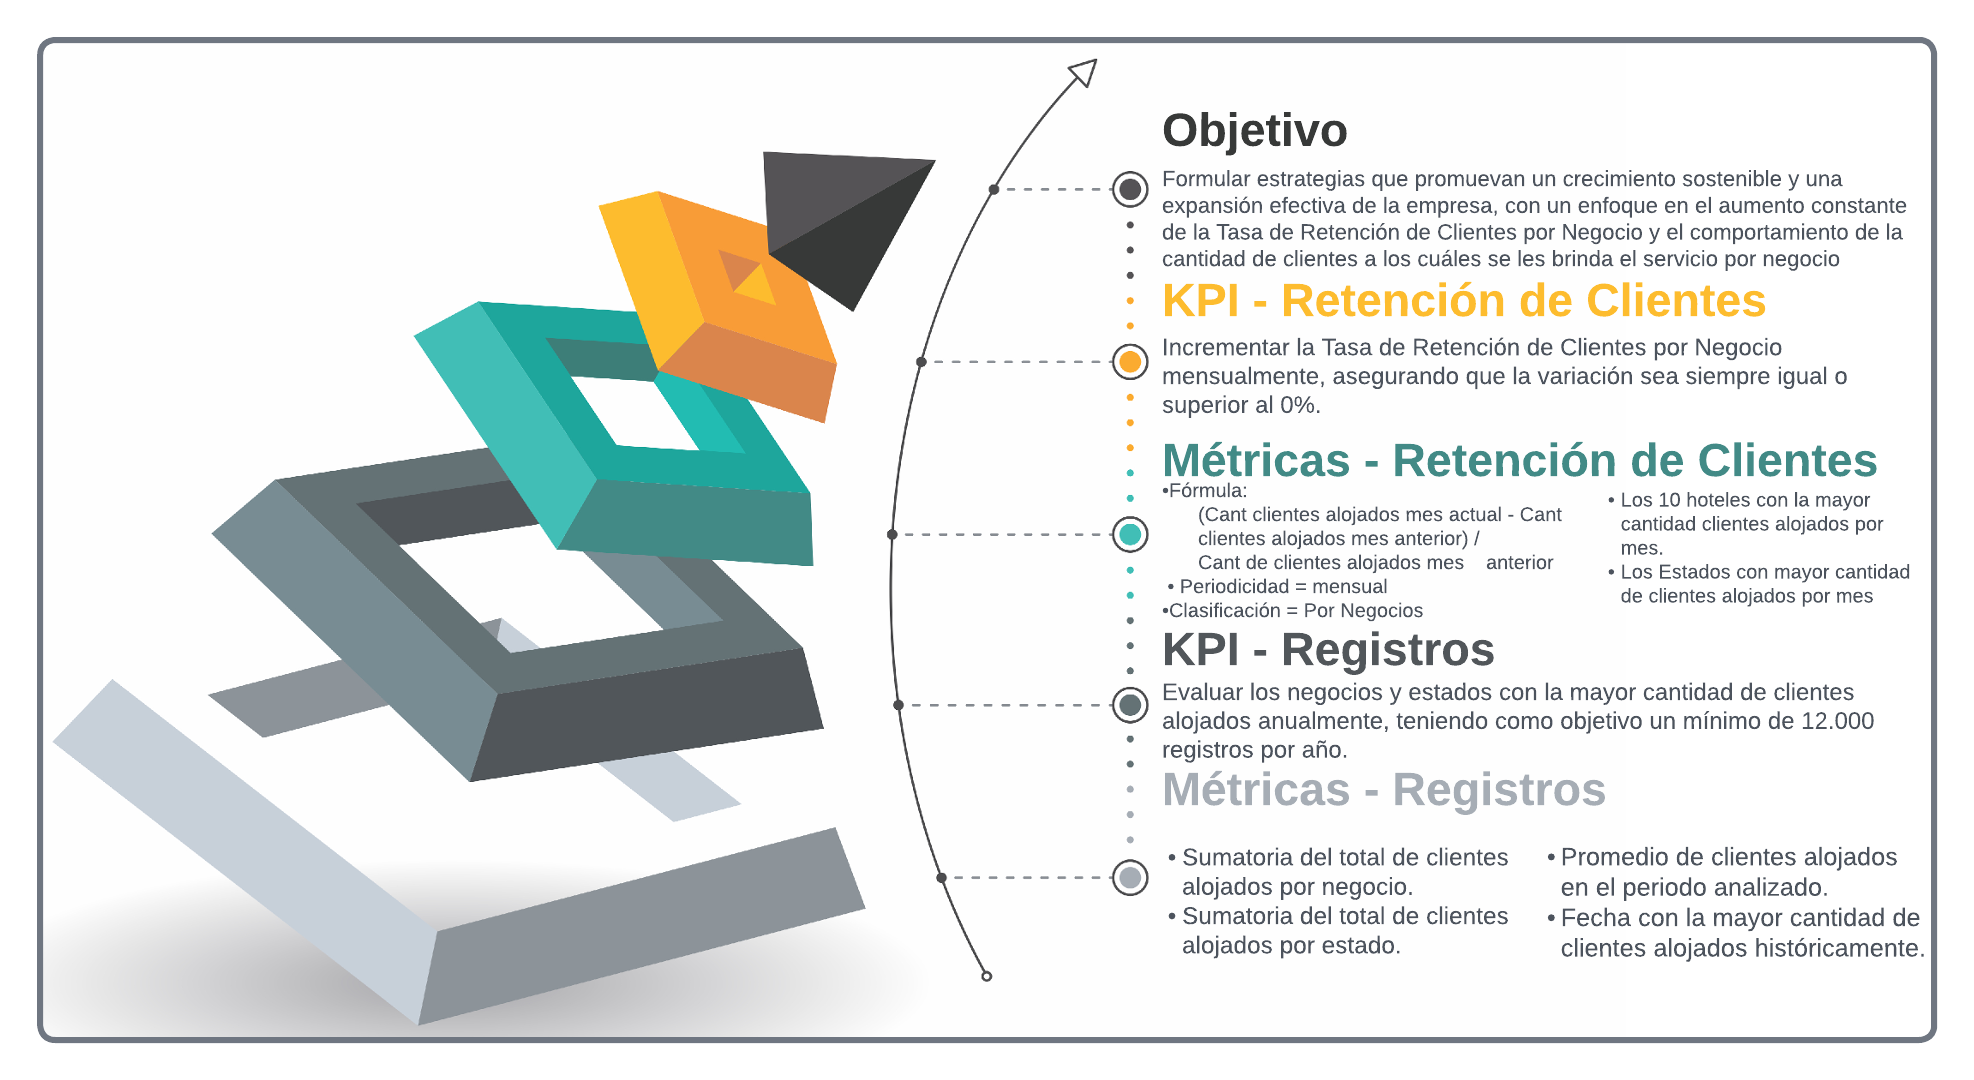 Objetivo
Formular estrategias que promuevan un crecimiento sostenible y una
expansión efectiva de la empresa, con un enfoque en el aumento constante
de la Tasa de Retención de Clientes por Negocio y el comportamiento de la
cantidad de clientes a los cuáles se les brinda el servicio por negocio
KPI - Retención de Clientes
Incrementar la Tasa de Retención de Clientes por Negocio
mensualmente, asegurando que la variación sea siempre igual o
superior al 0%.
Métricas - Retención de Clientes
•Fórmula:
(Cant clientes alojados mes actual - Cant
clientes alojados mes anterior) /
Cant de clientes alojados mes anterior
• Periodicidad = mensual
•Clasificación = Por Negocios
• Los 10 hoteles con la mayor
cantidad clientes alojados por
mes.
• Los Estados con mayor cantidad
de clientes alojados por mes
KPI - Registros
Evaluar los negocios y estados con la mayor cantidad de clientes
alojados anualmente, teniendo como objetivo un mínimo de 12.000
registros por año.
Métricas - Registros
• Sumatoria del total de clientes
alojados por negocio.
• Sumatoria del total de clientes
alojados por estado.
• Promedio de clientes alojados
en el periodo analizado.
• Fecha con la mayor cantidad de
clientes alojados históricamente.